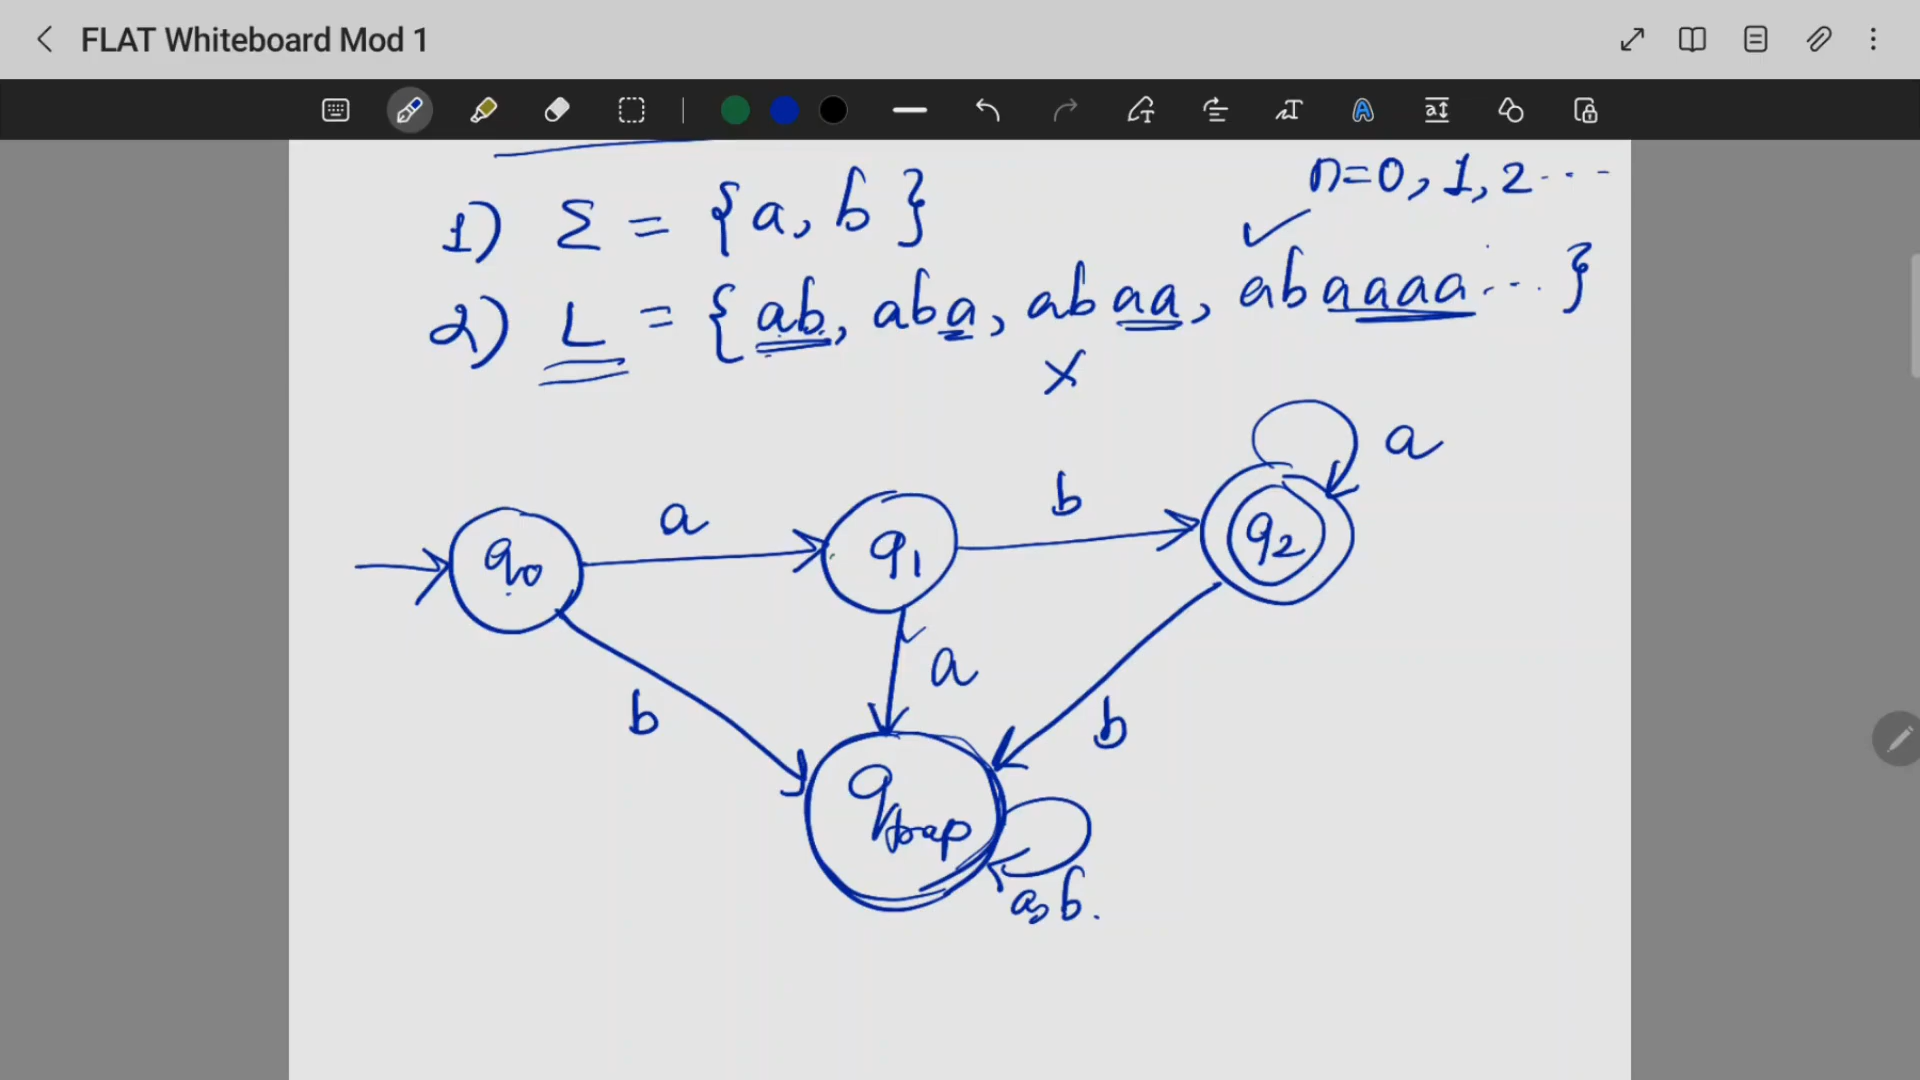 FLAT Whiteboard Mod 1
n=0, 1, 2 ...
1) Σ = {a, b}
2) L = {ab, aba, abaa, abaaaa...}
x
a
a
b
q0
q1
q2
a
b
b
qtrap
a,b.